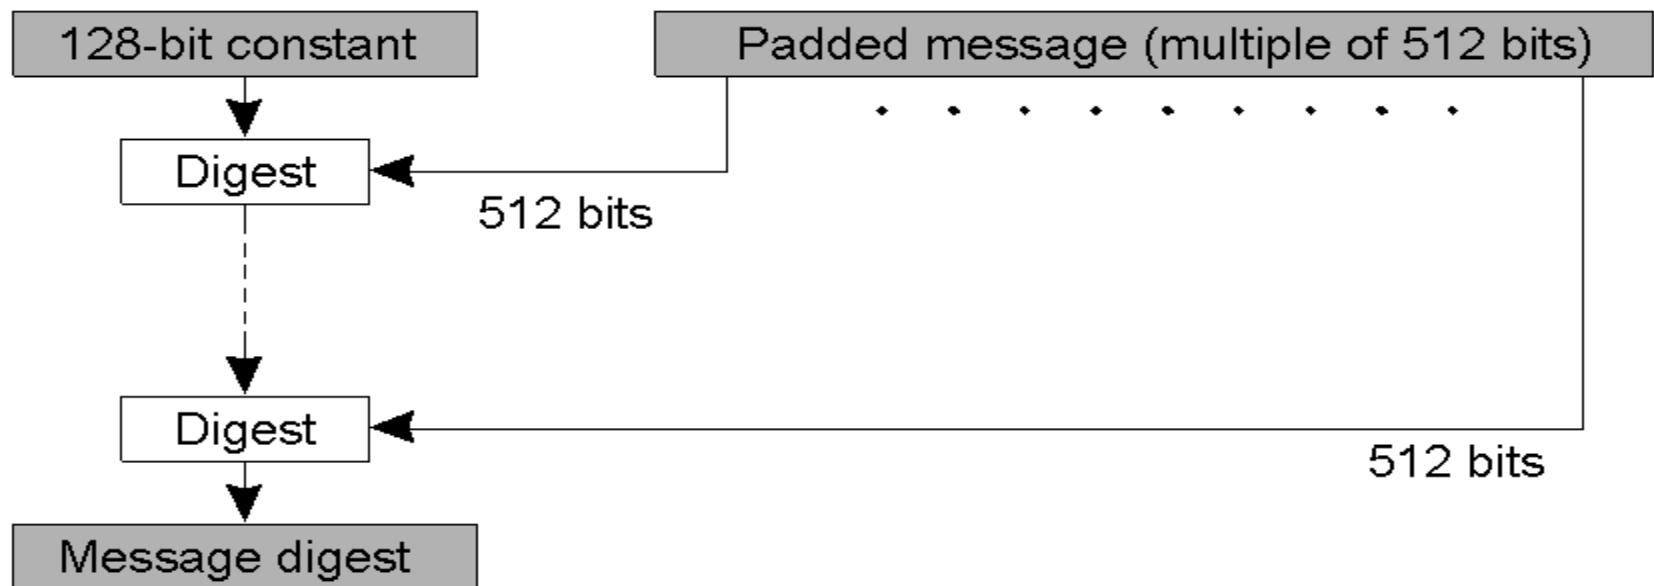 128-bit constant
Padded message (multiple of 512 bits)
Digest
512 bits
Digest
512 bits
Message digest